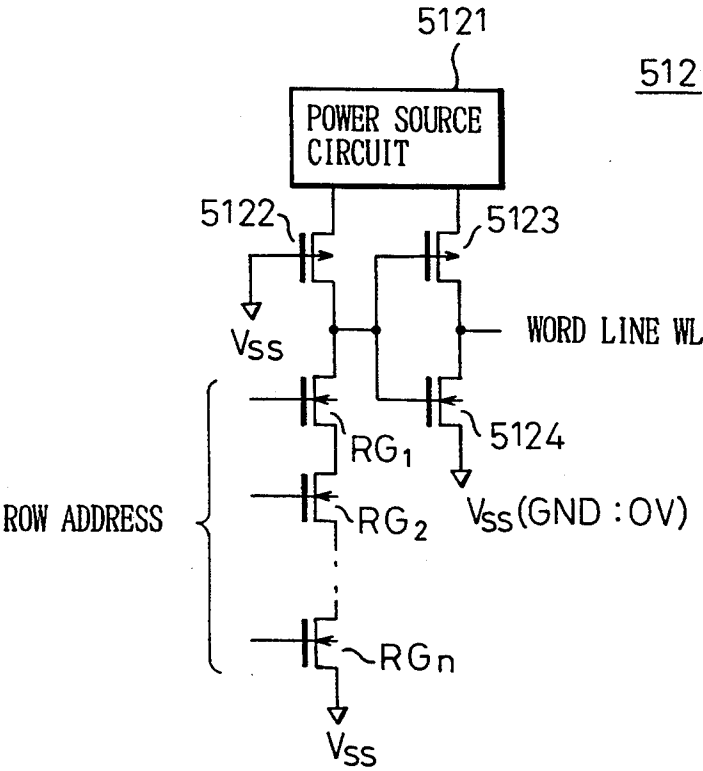 5121
512
POWER SOURCE
CIRCUIT
5122
5123
VSS
WORD LINE WL
RG1
5124
ROW ADDRESS
RG2
VSS(GND:0V)
RGn
VSS